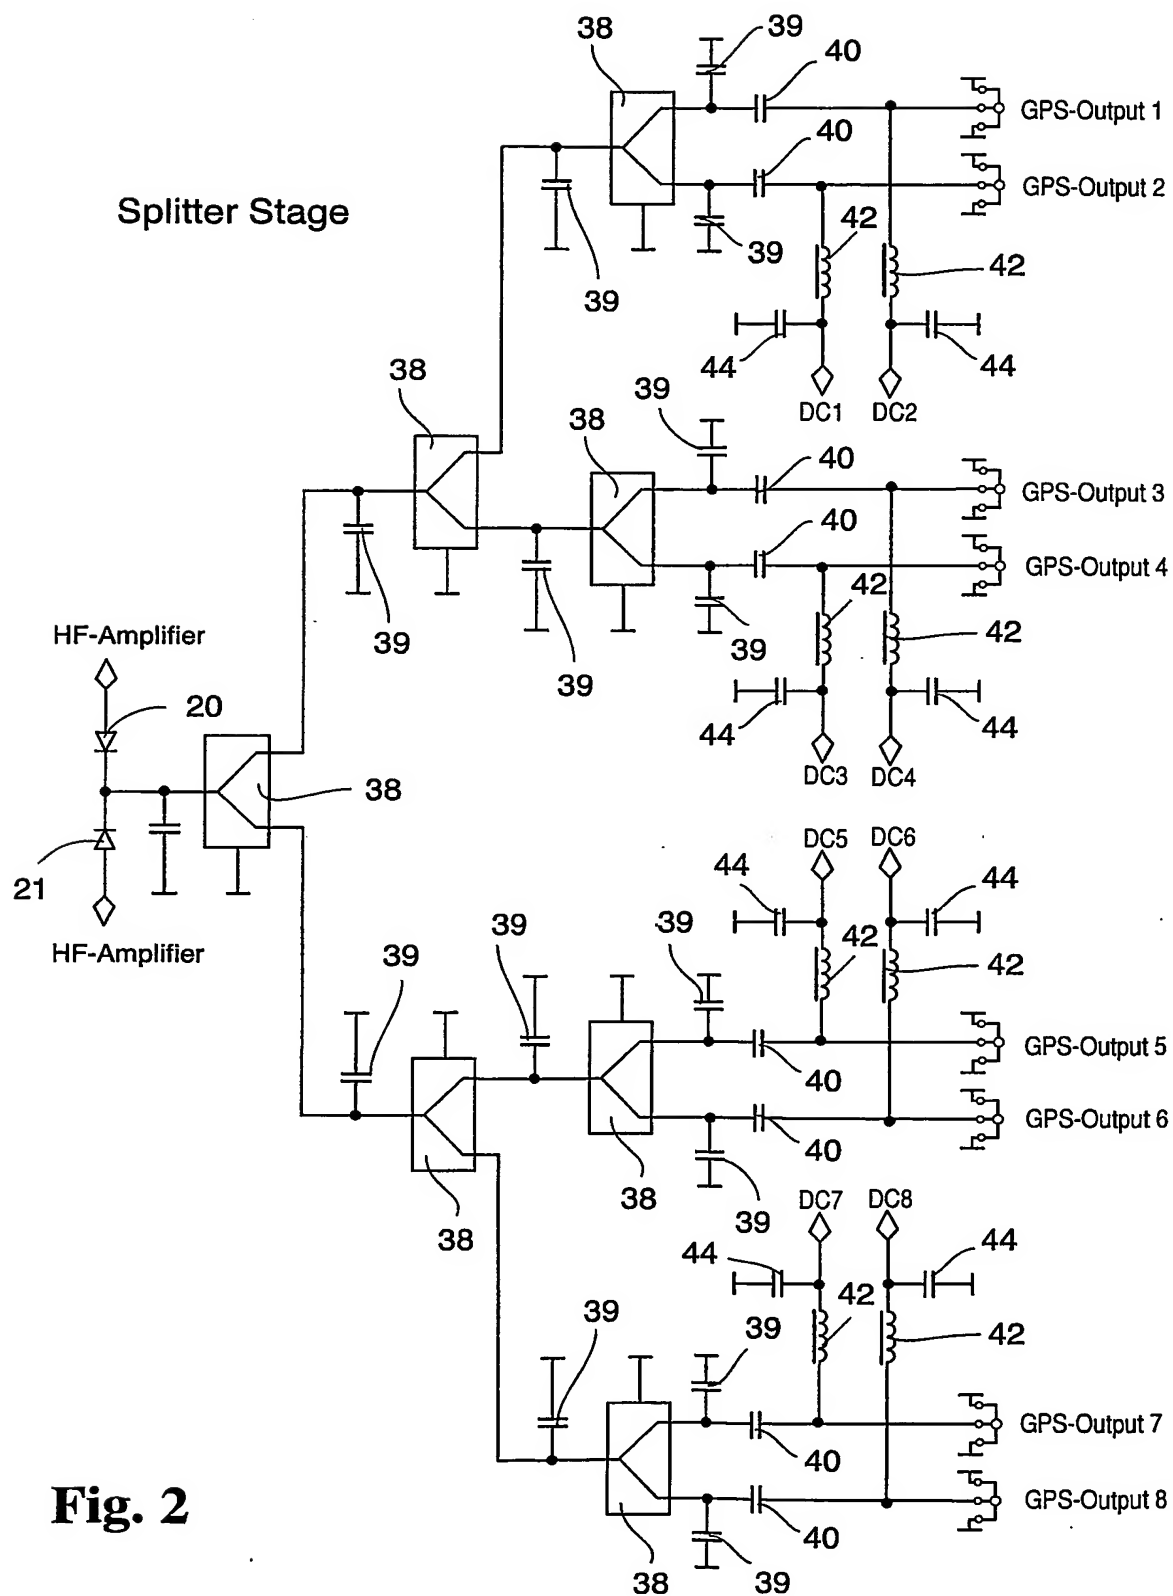 38
39
40
GPS-Output 1
40
GPS-Output 2
Splitter Stage
42
39
42
39
44
44
38
DC1
DC2
39
38
40
GPS-Output 3
40
GPS-Output 4
42
39
42
HF-Amplifier
39
39
20
44
44
DC3
DC4
38
DC5
DC6
21
44
44
HF-Amplifier
39
39
39
42
42
GPS-Output 5
40
GPS-Output 6
40
38
38
39
DC7
DC8
44
44
39
42
39
42
GPS-Output 7
40
Fig. 2
GPS-Output 8
40
38
39